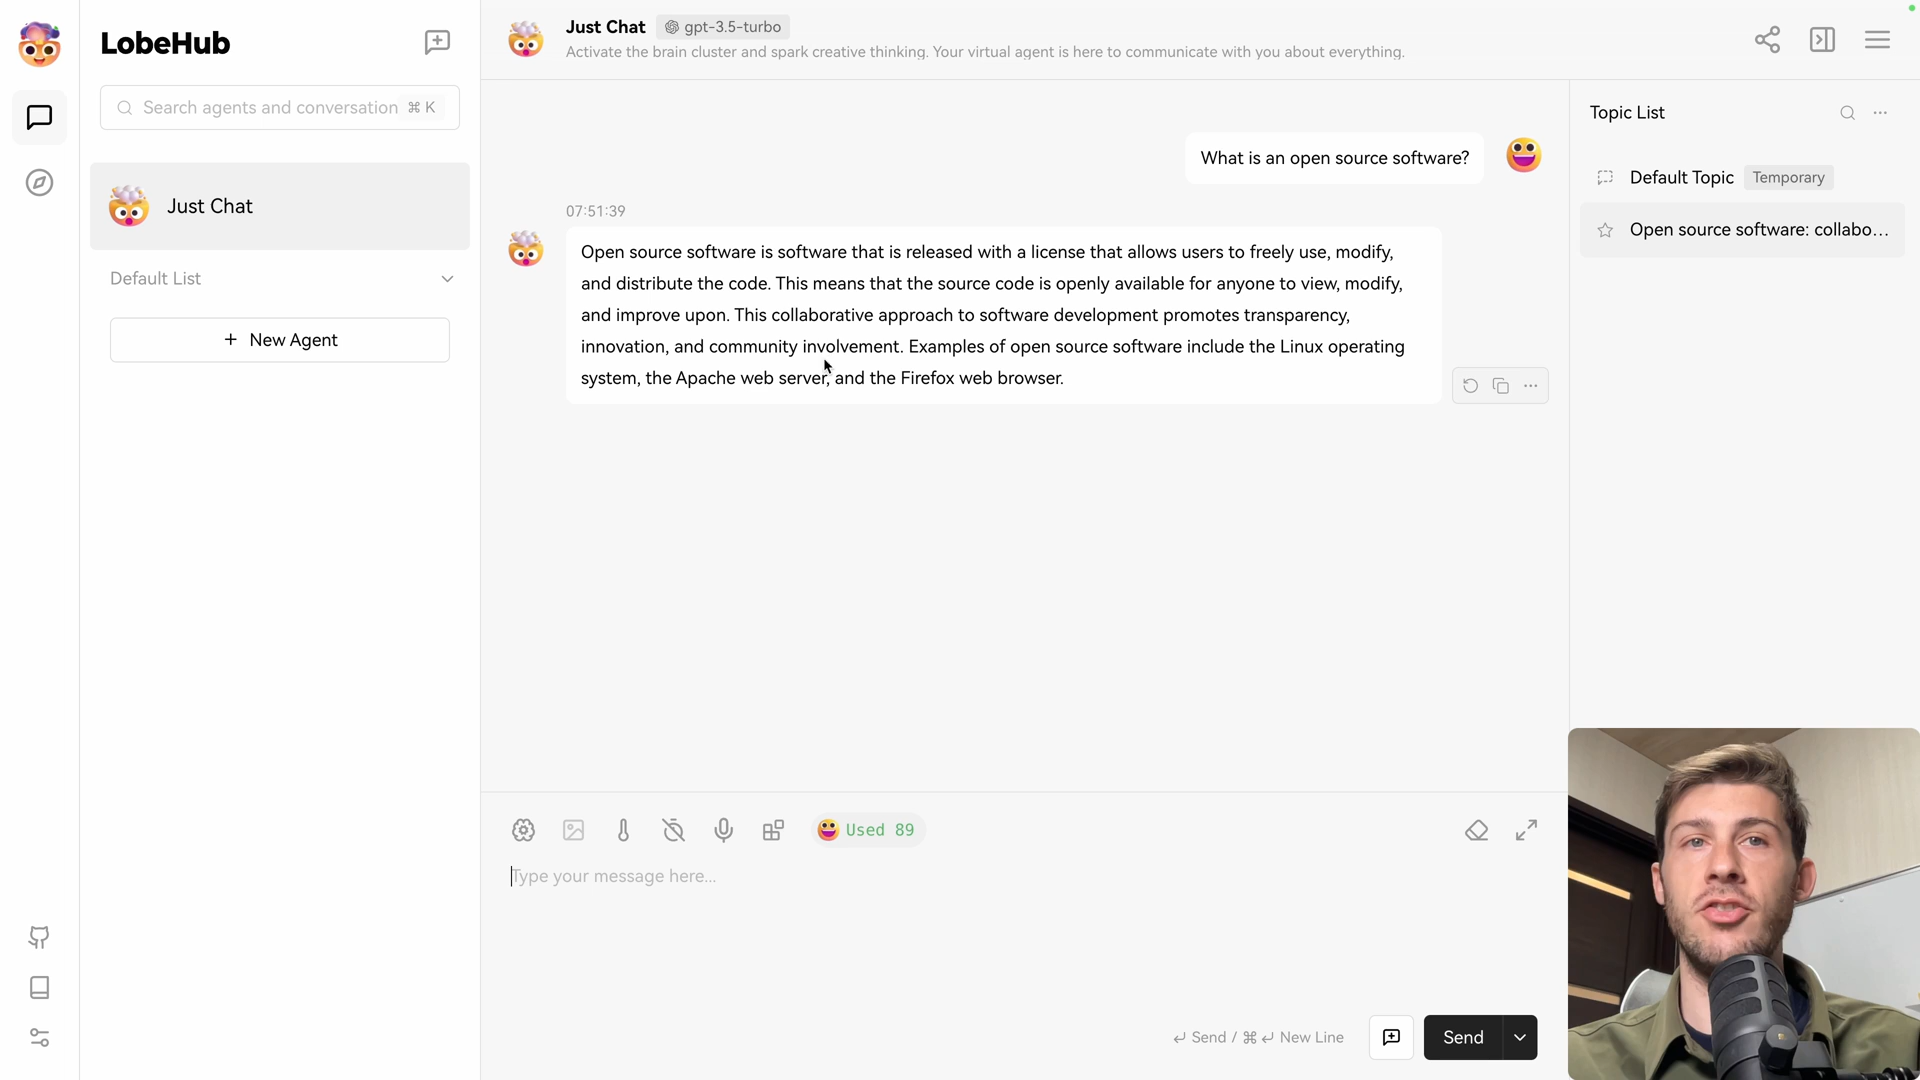 LobeHub
Search agents and conversation ⌘ K
Just Chat
Default List
+ New Agent
Just Chat gpt-3.5-turbo
Activate the brain cluster and spark creative thinking. Your virtual agent is here to communicate with you about everything.
What is an open source software?
07:51:39
Open source software is software that is released with a license that allows users to freely use, modify,
and distribute the code. This means that the source code is openly available for anyone to view, modify,
and improve upon. This collaborative approach to software development promotes transparency,
innovation, and community involvement. Examples of open source software include the Linux operating
system, the Apache web server, and the Firefox web browser.
Used 89
Type your message here...
↵ Send / ⌘ ↵ New Line
Send
Topic List
Default Topic Temporary
Open source software: collabo...